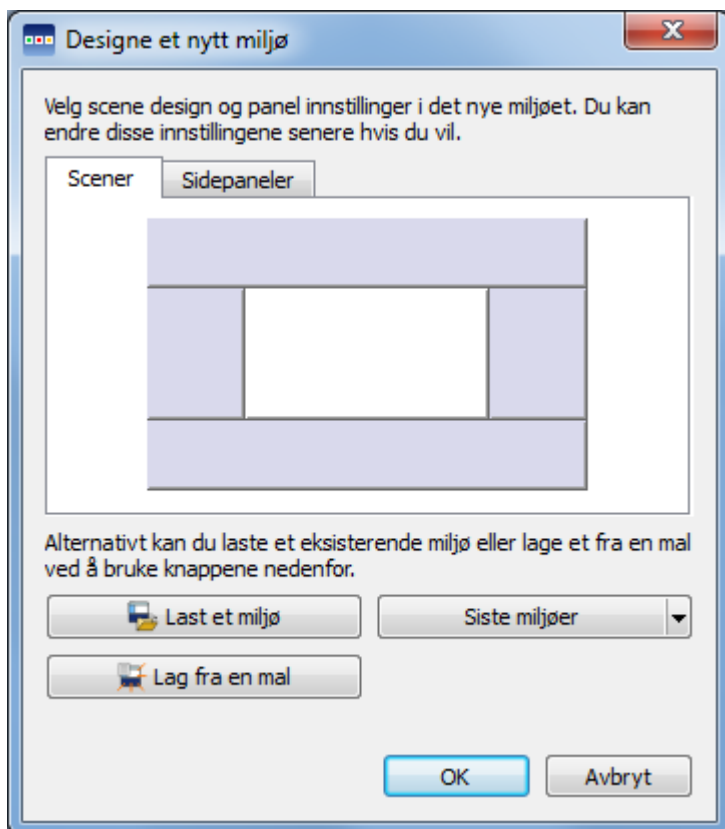 Designe et nytt miljø
Velg scene design og panel innstillinger i det nye miljøet. Du kan
endre disse innstillingene senere hvis du vil.
Scener
Sidepaneler
Alternativt kan du laste et eksisterende miljø eller lage et fra en mal
ved å bruke knappene nedenfor.
Last et miljø
Siste miljøer
Lag fra en mal
OK
Avbryt